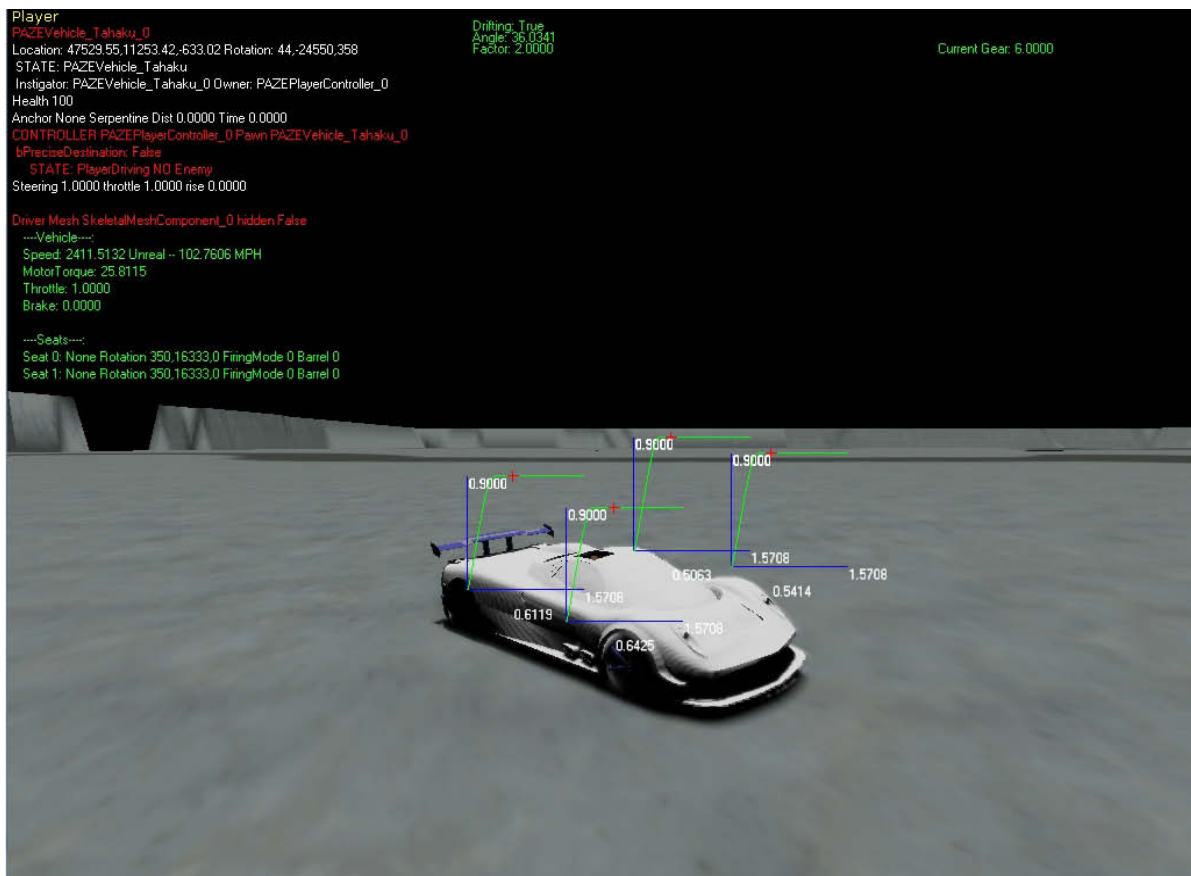 Player
PAZEVehicle_Tahaku_0
Location: 47529.55,11253.42,-633.02 Rotation: 44,-24550,358
STATE: PAZEVehicle_Tahaku
Instigator: PAZEVehicle_Tahaku_0 Owner: PAZEPlayerController_0
Health 100
Anchor None Serpentine Dist 0.0000 Time 0.0000
CONTROLLER PAZEPlayerController_0 Pawn PAZEVehicle_Tahaku_0
bPreciseDestination: False
STATE: PlayerDriving NO Enemy
Steering 1.0000 throttle 1.0000 rise 0.0000
Driver Mesh SkeletalMeshComponent_0 hidden False
----Vehicle----:
Speed: 2411.5132 Unreal -- 102.7606 MPH
MotorTorque: 25.8115
Throttle: 1.0000
Brake: 0.0000
----Seats----:
Seat 0: None Rotation 350,16333,0 FiringMode 0 Barrel 0
Seat 1: None Rotation 350,16333,0 FiringMode 0 Barrel 0
Drifting: True
Angle: 36.0341
Factor: 2.0000
Current Gear: 6.0000
0.9000
0.9000
0.9000
0.9000
1.5708
1.5708
0.5063
0.5414
1.5708
0.6119
1.5708
0.6425